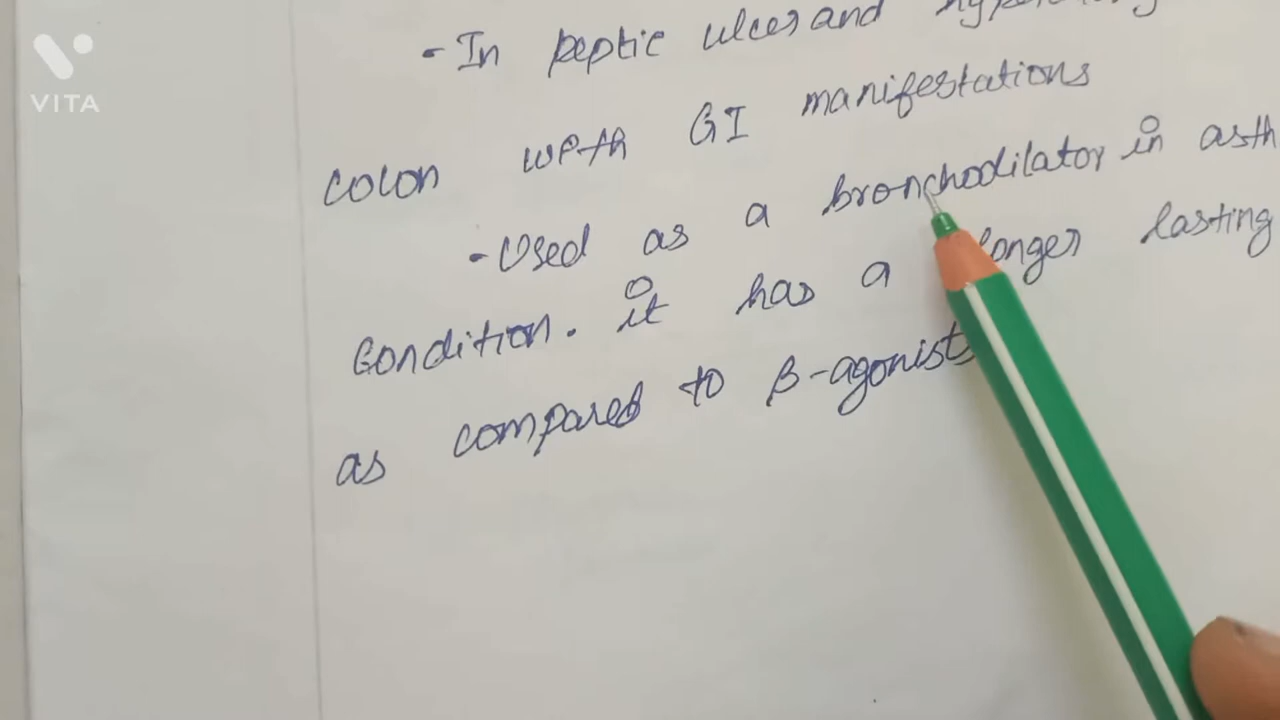 VITA
-In peptic ulcer and
colon with GI manifestations
-Used as a bronchodilator in asth
condition. it has a longer lasting
as compared to β-agonists